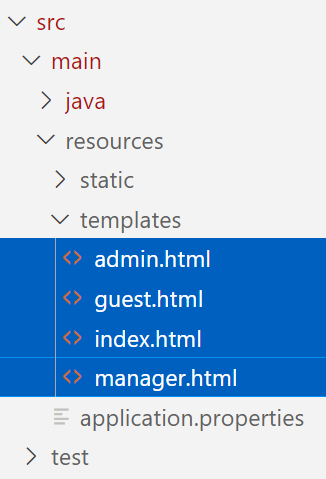 src
main
java
resources
static
templates
admin.html
guest.html
index.html
manager.html
application.properties
test